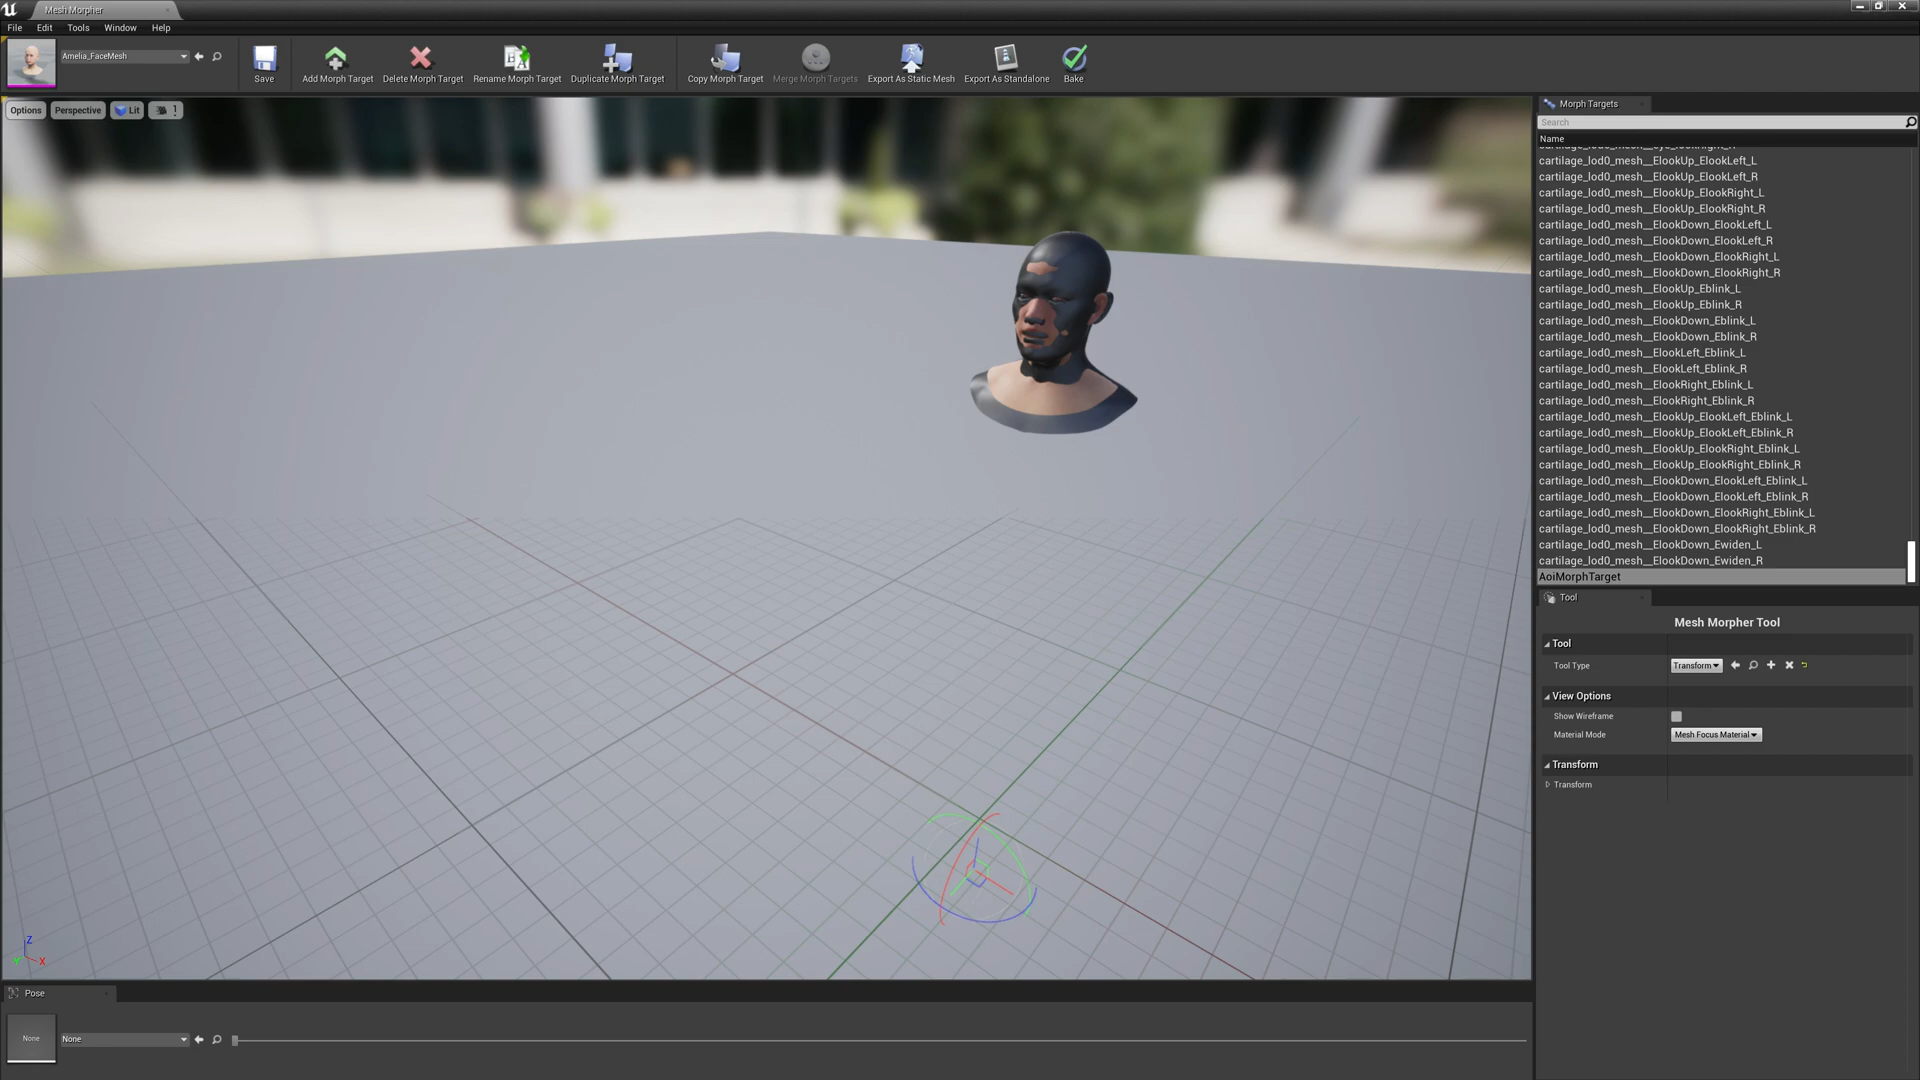 Mesh Morpher
File Edit Tools Window Help
Amelia_FaceMesh
Save
Add Morph Target
Delete Morph Target
Rename Morph Target
Duplicate Morph Target
Copy Morph Target
Merge Morph Targets
Export As Static Mesh
Export As Standalone
Bake
Options
Perspective
Lit
1
Morph Targets
Search
Name
cartilage_lod0_mesh__ElookUp_ElookLeft_L
cartilage_lod0_mesh__ElookUp_ElookLeft_R
cartilage_lod0_mesh__ElookUp_ElookRight_L
cartilage_lod0_mesh__ElookUp_ElookRight_R
cartilage_lod0_mesh__ElookDown_ElookLeft_L
cartilage_lod0_mesh__ElookDown_ElookLeft_R
cartilage_lod0_mesh__ElookDown_ElookRight_L
cartilage_lod0_mesh__ElookDown_ElookRight_R
cartilage_lod0_mesh__ElookUp_Eblink_L
cartilage_lod0_mesh__ElookUp_Eblink_R
cartilage_lod0_mesh__ElookDown_Eblink_L
cartilage_lod0_mesh__ElookDown_Eblink_R
cartilage_lod0_mesh__ElookLeft_Eblink_L
cartilage_lod0_mesh__ElookLeft_Eblink_R
cartilage_lod0_mesh__ElookRight_Eblink_L
cartilage_lod0_mesh__ElookRight_Eblink_R
cartilage_lod0_mesh__ElookUp_ElookLeft_Eblink_L
cartilage_lod0_mesh__ElookUp_ElookLeft_Eblink_R
cartilage_lod0_mesh__ElookUp_ElookRight_Eblink_L
cartilage_lod0_mesh__ElookUp_ElookRight_Eblink_R
cartilage_lod0_mesh__ElookDown_ElookLeft_Eblink_L
cartilage_lod0_mesh__ElookDown_ElookLeft_Eblink_R
cartilage_lod0_mesh__ElookDown_ElookRight_Eblink_L
cartilage_lod0_mesh__ElookDown_ElookRight_Eblink_R
cartilage_lod0_mesh__ElookDown_Ewiden_L
cartilage_lod0_mesh__ElookDown_Ewiden_R
AoiMorphTarget
Tool
Mesh Morpher Tool
Tool
Tool Type Transform
View Options
Show Wireframe
Material Mode Mesh Focus Material
Transform
Transform
Z
Y X
Pose
None
None